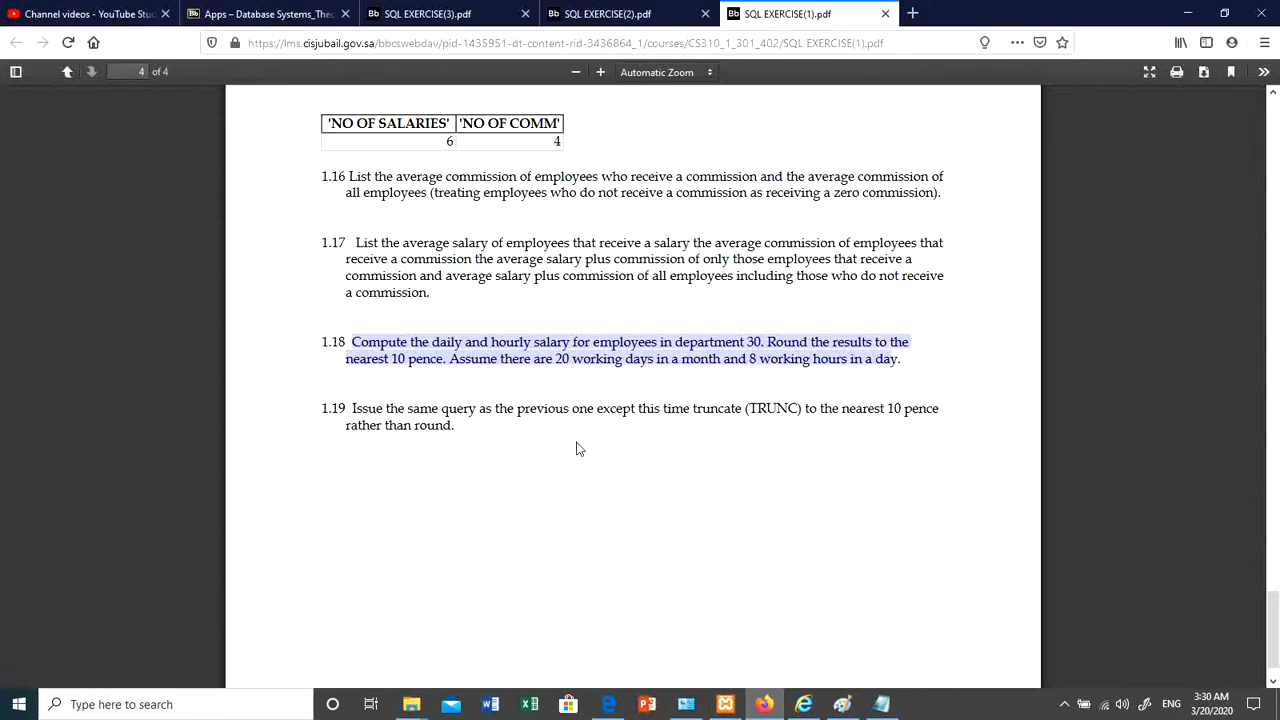 Channel videos - YouTube Stu
Apps – Database Systems_Theo
SQL EXERCISE(3).pdf
SQL EXERCISE(2).pdf
SQL EXERCISE(1).pdf
https://lms.cisjubail.gov.sa/bbcswebdav/pid-1435951-dt-content-rid-3436864_1/courses/CS310_1_301_402/SQL EXERCISE(1).pdf
4 of 4
Automatic Zoom
'NO OF SALARIES' 'NO OF COMM'
6 4
1.16 List the average commission of employees who receive a commission and the average commission of
all employees (treating employees who do not receive a commission as receiving a zero commission).
1.17 List the average salary of employees that receive a salary the average commission of employees that
receive a commission the average salary plus commission of only those employees that receive a
commission and average salary plus commission of all employees including those who do not receive
a commission.
1.18 Compute the daily and hourly salary for employees in department 30. Round the results to the
nearest 10 pence. Assume there are 20 working days in a month and 8 working hours in a day.
1.19 Issue the same query as the previous one except this time truncate (TRUNC) to the nearest 10 pence
rather than round.
Type here to search
ENG
3:30 AM
3/20/2020